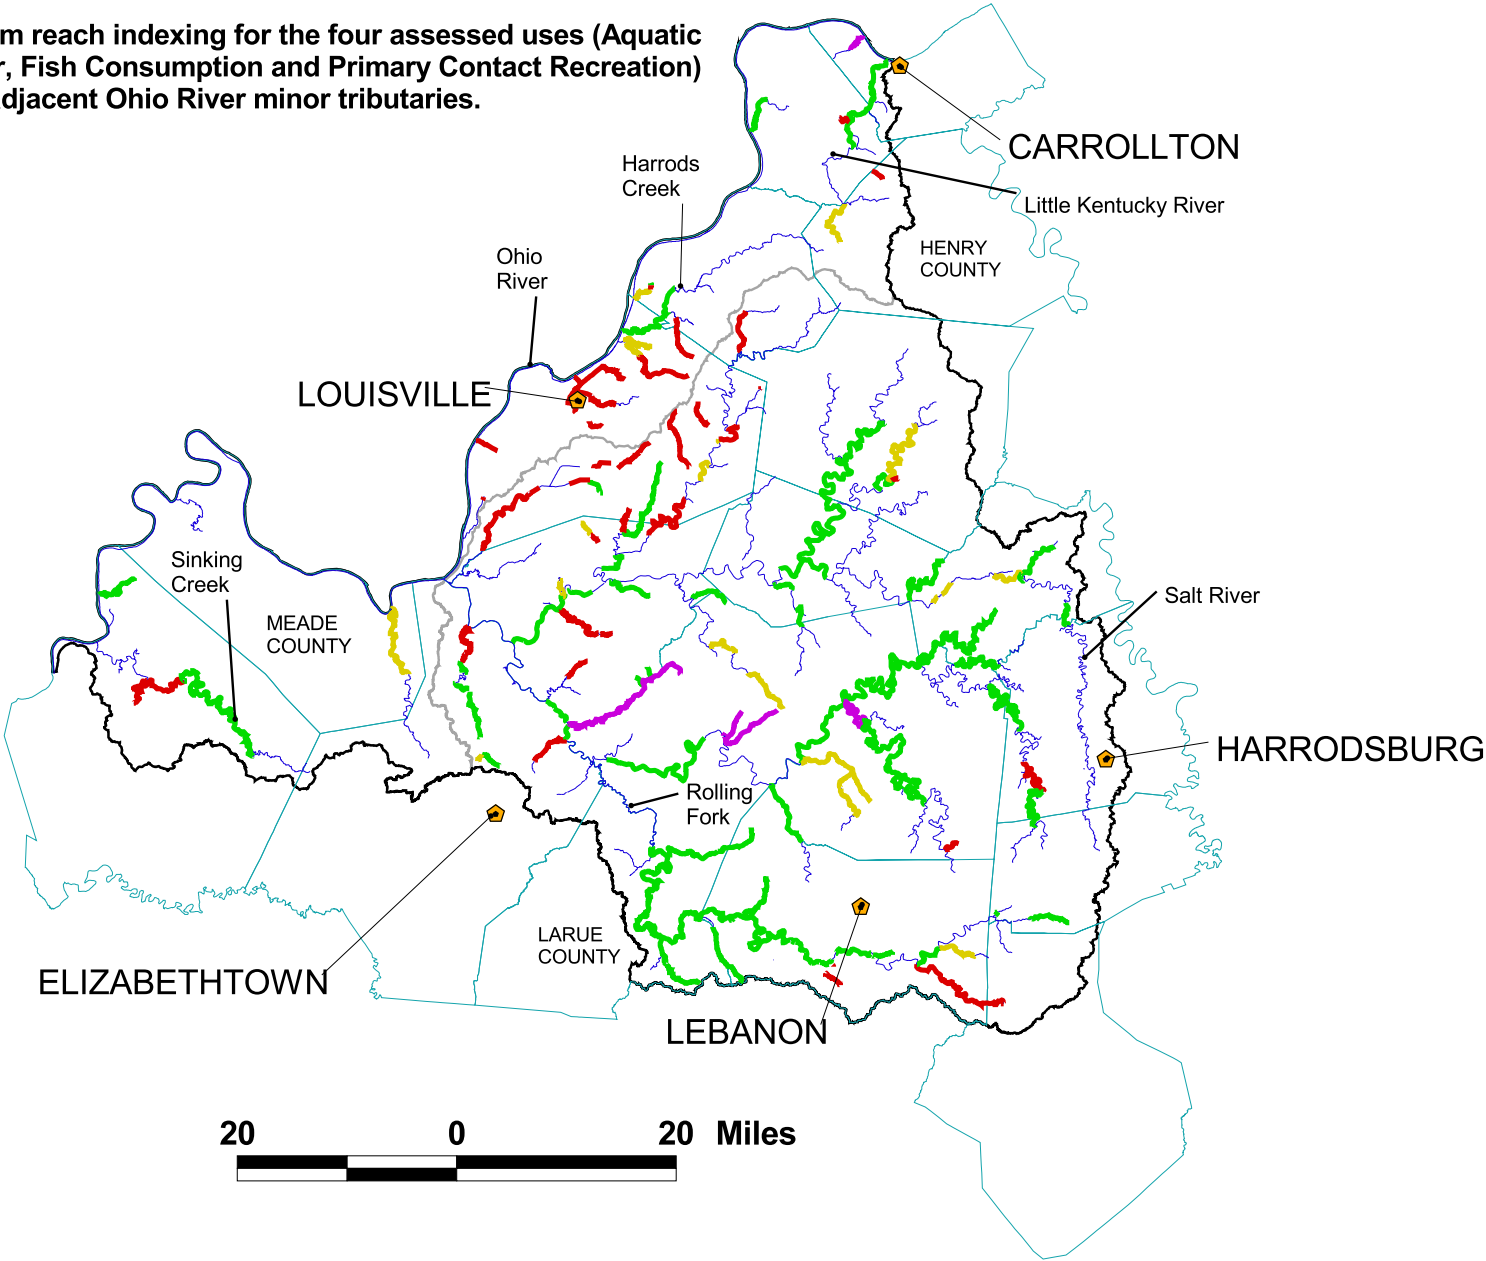 m reach indexing for the four assessed uses (Aquatic
r, Fish Consumption and Primary Contact Recreation)
djacent Ohio River minor tributaries.
CARROLLTON
Harrods
Creek
Little Kentucky River
HENRY
COUNTY
Ohio
River
LOUISVILLE
Sinking
Creek
MEADE
COUNTY
Salt River
HARRODSBURG
Rolling
Fork
LARUE
COUNTY
ELIZABETHTOWN
LEBANON
20 0 20 Miles